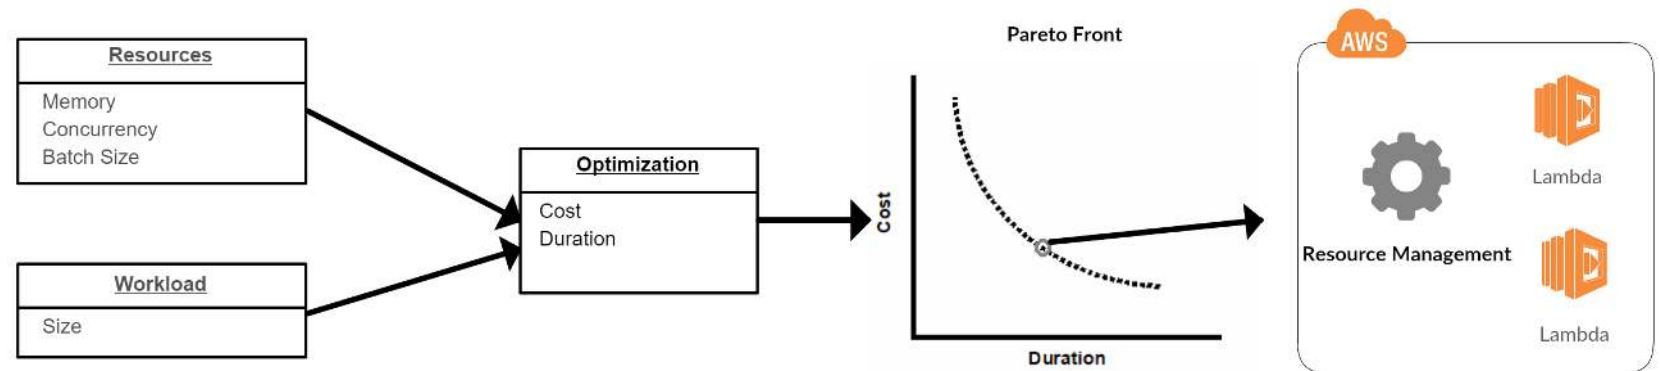 Resources
Memory
Concurrency
Batch Size
Workload
Size
Optimization
Cost
Duration
Pareto Front
Cost
Duration
AWS
Resource Management
Lambda
Lambda